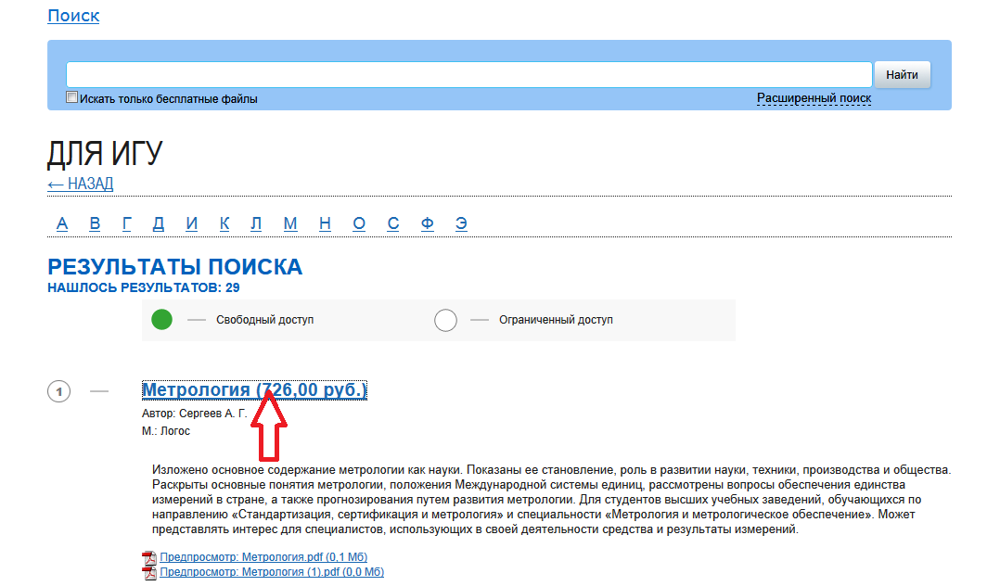 Поиск
Найти
Искать только бесплатные файлы
Расширенный поиск
ДЛЯ ИГУ
← НАЗАД
А В Г Д И К Л М Н О С Ф Э
РЕЗУЛЬТАТЫ ПОИСКА
НАШЛОСЬ РЕЗУЛЬТАТОВ: 29
Свободный доступ
Ограниченный доступ
1
Метрология (726,00 руб.)
Автор: Сергеев А. Г.
М.: Логос
Изложено основное содержание метрологии как науки. Показаны ее становление, роль в развитии науки, техники, производства и общества.
Раскрыты основные понятия метрологии, положения Международной системы единиц, рассмотрены вопросы обеспечения единства
измерений в стране, а также прогнозирования путем развития метрологии. Для студентов высших учебных заведений, обучающихся по
направлению «Стандартизация, сертификация и метрология» и специальности «Метрология и метрологическое обеспечение». Может
представлять интерес для специалистов, использующих в своей деятельности средства и результаты измерений.
Предпросмотр: Метрология.pdf (0,1 Мб)
Предпросмотр: Метрология (1).pdf (0,0 Мб)